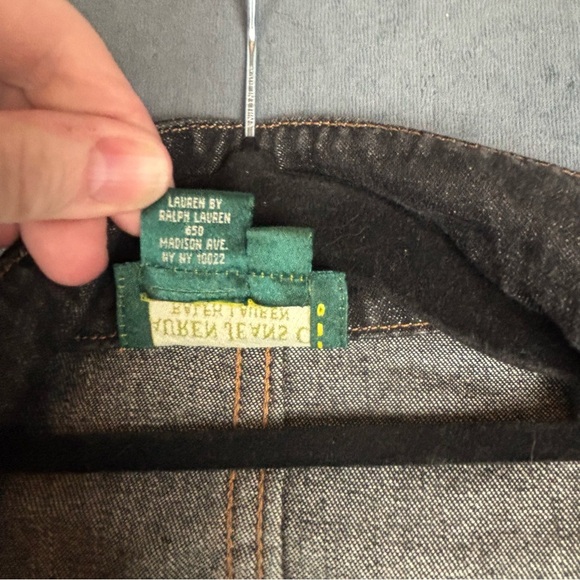 LAUREN BY
RALPH LAUREN
650
MADISON AVE.
NY NY 10022
RALPH LAUREN
AUREN JEANS C